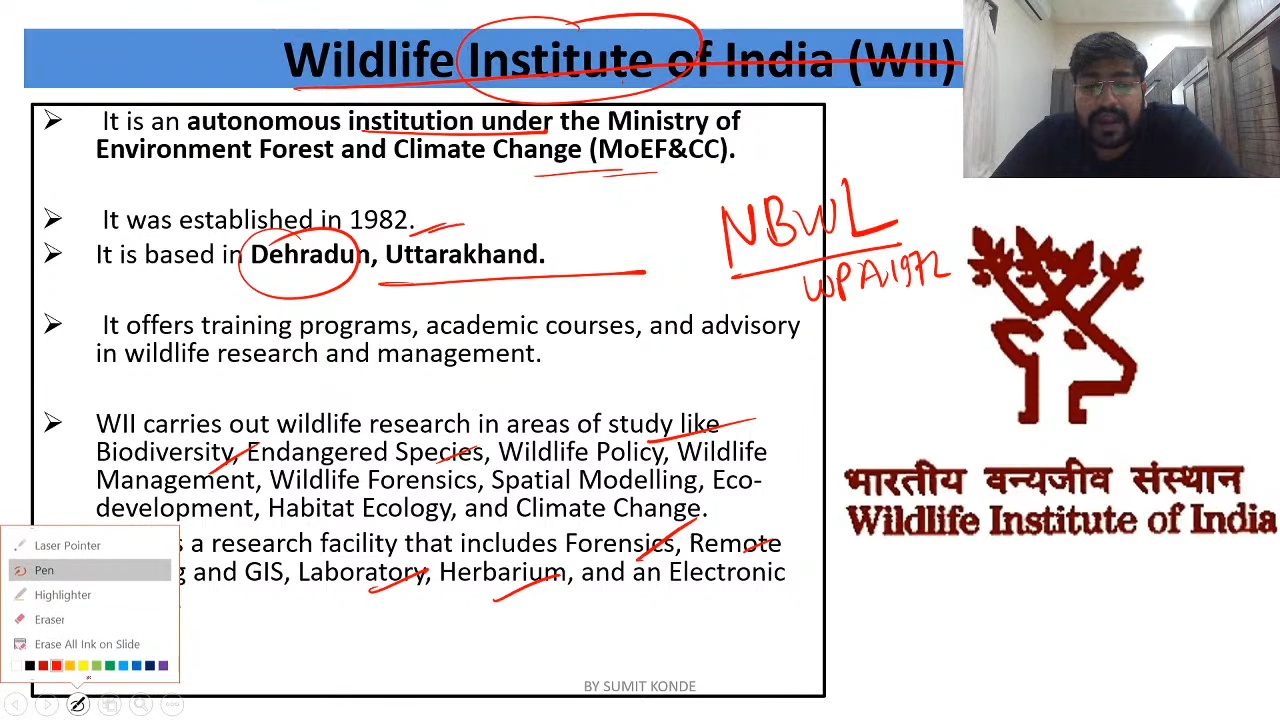 Wildlife Institute of India (WII)
It is an autonomous institution under the Ministry of
Environment Forest and Climate Change (MoEF&CC).
It was established in 1982.
It is based in Dehradun, Uttarakhand.
NBWL
WPA,1972
It offers training programs, academic courses, and advisory
in wildlife research and management.
WII carries out wildlife research in areas of study like
Biodiversity, Endangered Species, Wildlife Policy, Wildlife
Management, Wildlife Forensics, Spatial Modelling, Eco-
development, Habitat Ecology, and Climate Change.
a research facility that includes Forensics, Remote
and GIS, Laboratory, Herbarium, and an Electronic
भारतीय वन्यजीव संस्थान
Wildlife Institute of India
Laser Pointer
Pen
Highlighter
Eraser
Erase All Ink on Slide
BY SUMIT KONDE